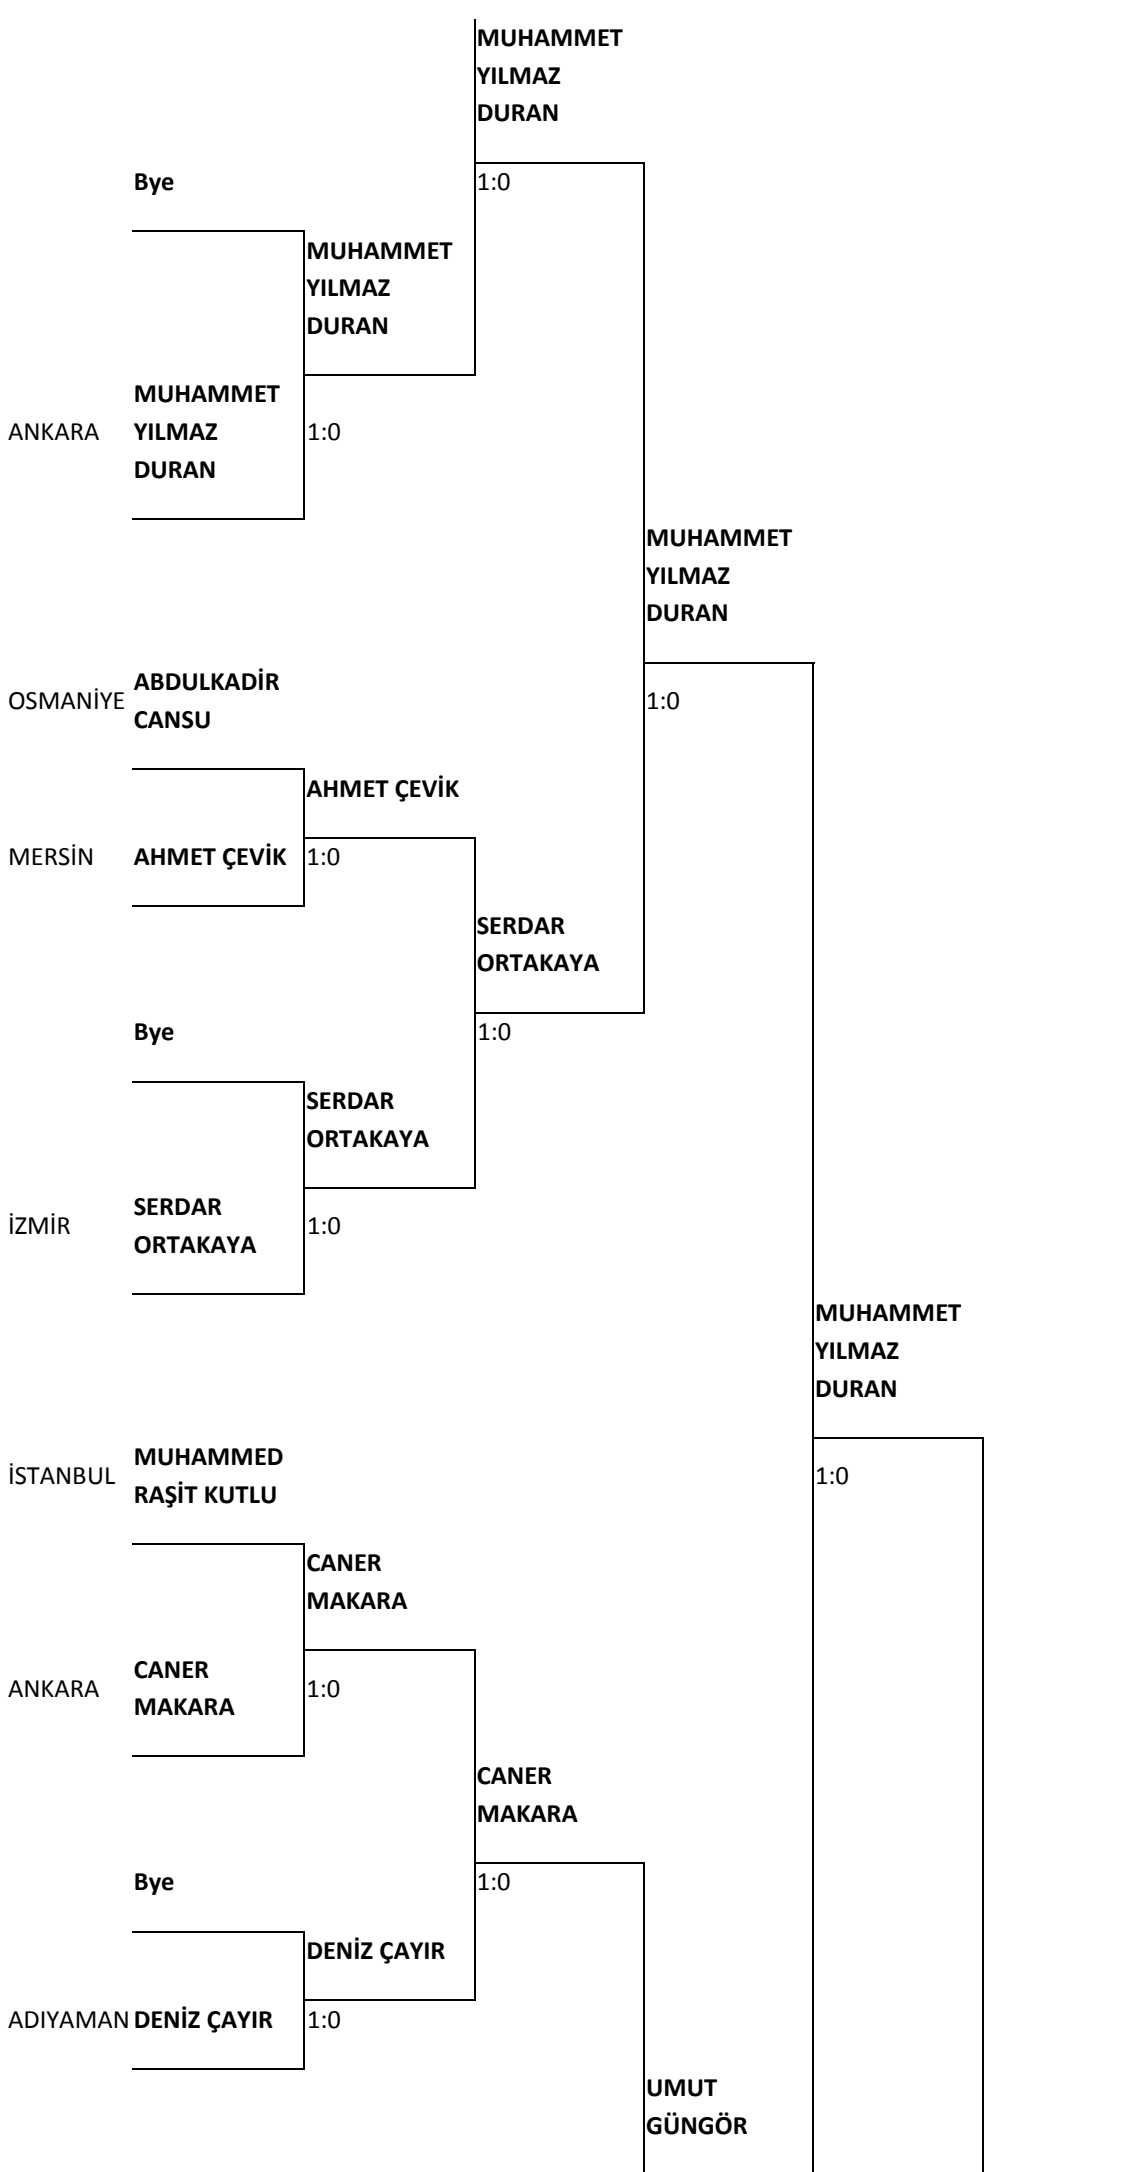 MUHAMMET
YILMAZ
DURAN
Bye
1:0
MUHAMMET
YILMAZ
DURAN
MUHAMMET
ANKARA YILMAZ 1:0
DURAN
MUHAMMET
YILMAZ
DURAN
ABDULKADİR
OSMANİYE 1:0
CANSU
AHMET ÇEVİK
MERSİN AHMET ÇEVİK 1:0
SERDAR
ORTAKAYA
Bye 1:0
SERDAR
ORTAKAYA
SERDAR
İZMİR 1:0
ORTAKAYA
MUHAMMET
YILMAZ
DURAN
MUHAMMED
İSTANBUL 1:0
RAŞİT KUTLU
CANER
MAKARA
CANER
ANKARA 1:0
MAKARA
CANER
MAKARA
Bye 1:0
DENİZ ÇAYIR
ADIYAMAN DENİZ ÇAYIR 1:0
UMUT
GÜNGÖR